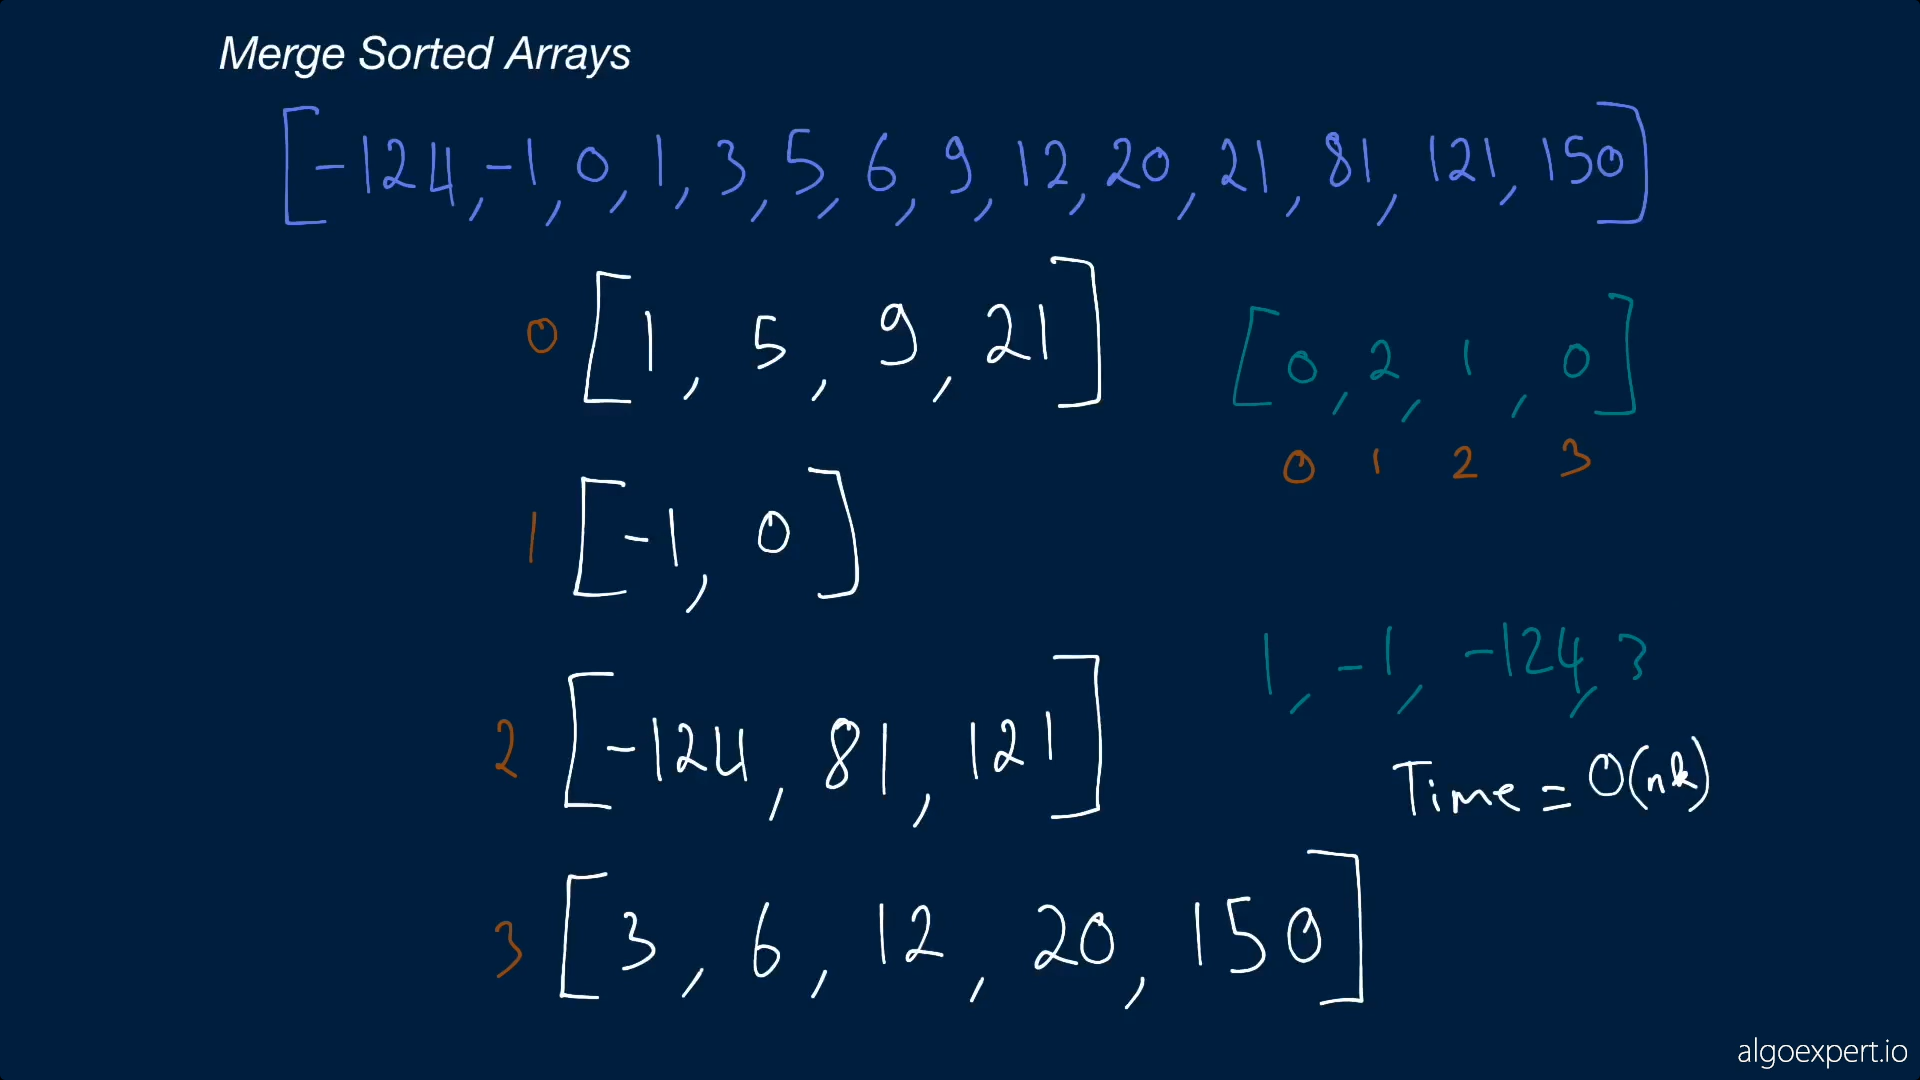 Merge Sorted Arrays
[-124, -1, 0, 1, 3, 5, 6, 9, 12, 20, 21, 81, 121, 150]
0 [1, 5, 9, 21]
[0, 2, 1, 0]
0 1 2 3
1 [-1, 0]
1, -1, -124, 3
2 [-124, 81, 121]
Time = O(nk)
3 [3, 6, 12, 20, 150]
algoexpert.io